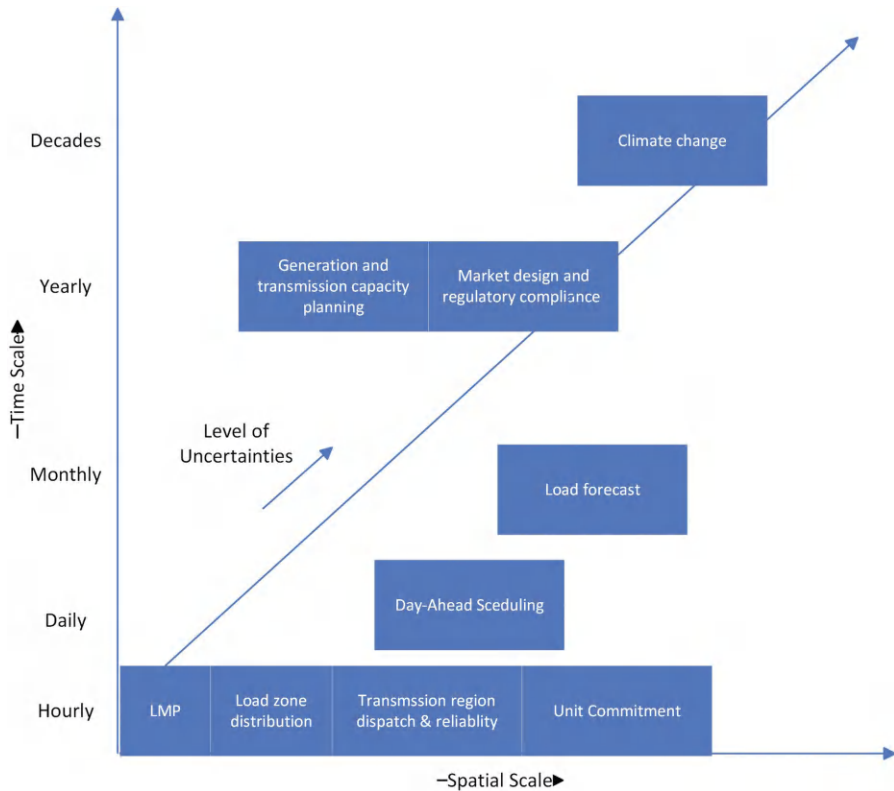 Decades
Climate change
Yearly
Generation and
transmission capacity
planning
Market design and
regulatory compliance
–Time Scale
Level of
Uncertainties
Monthly
Load forecast
Daily
Day-Ahead Sceduling
Hourly
LMP
Load zone
distribution
Transmssion region
dispatch & reliablity
Unit Commitment
–Spatial Scale